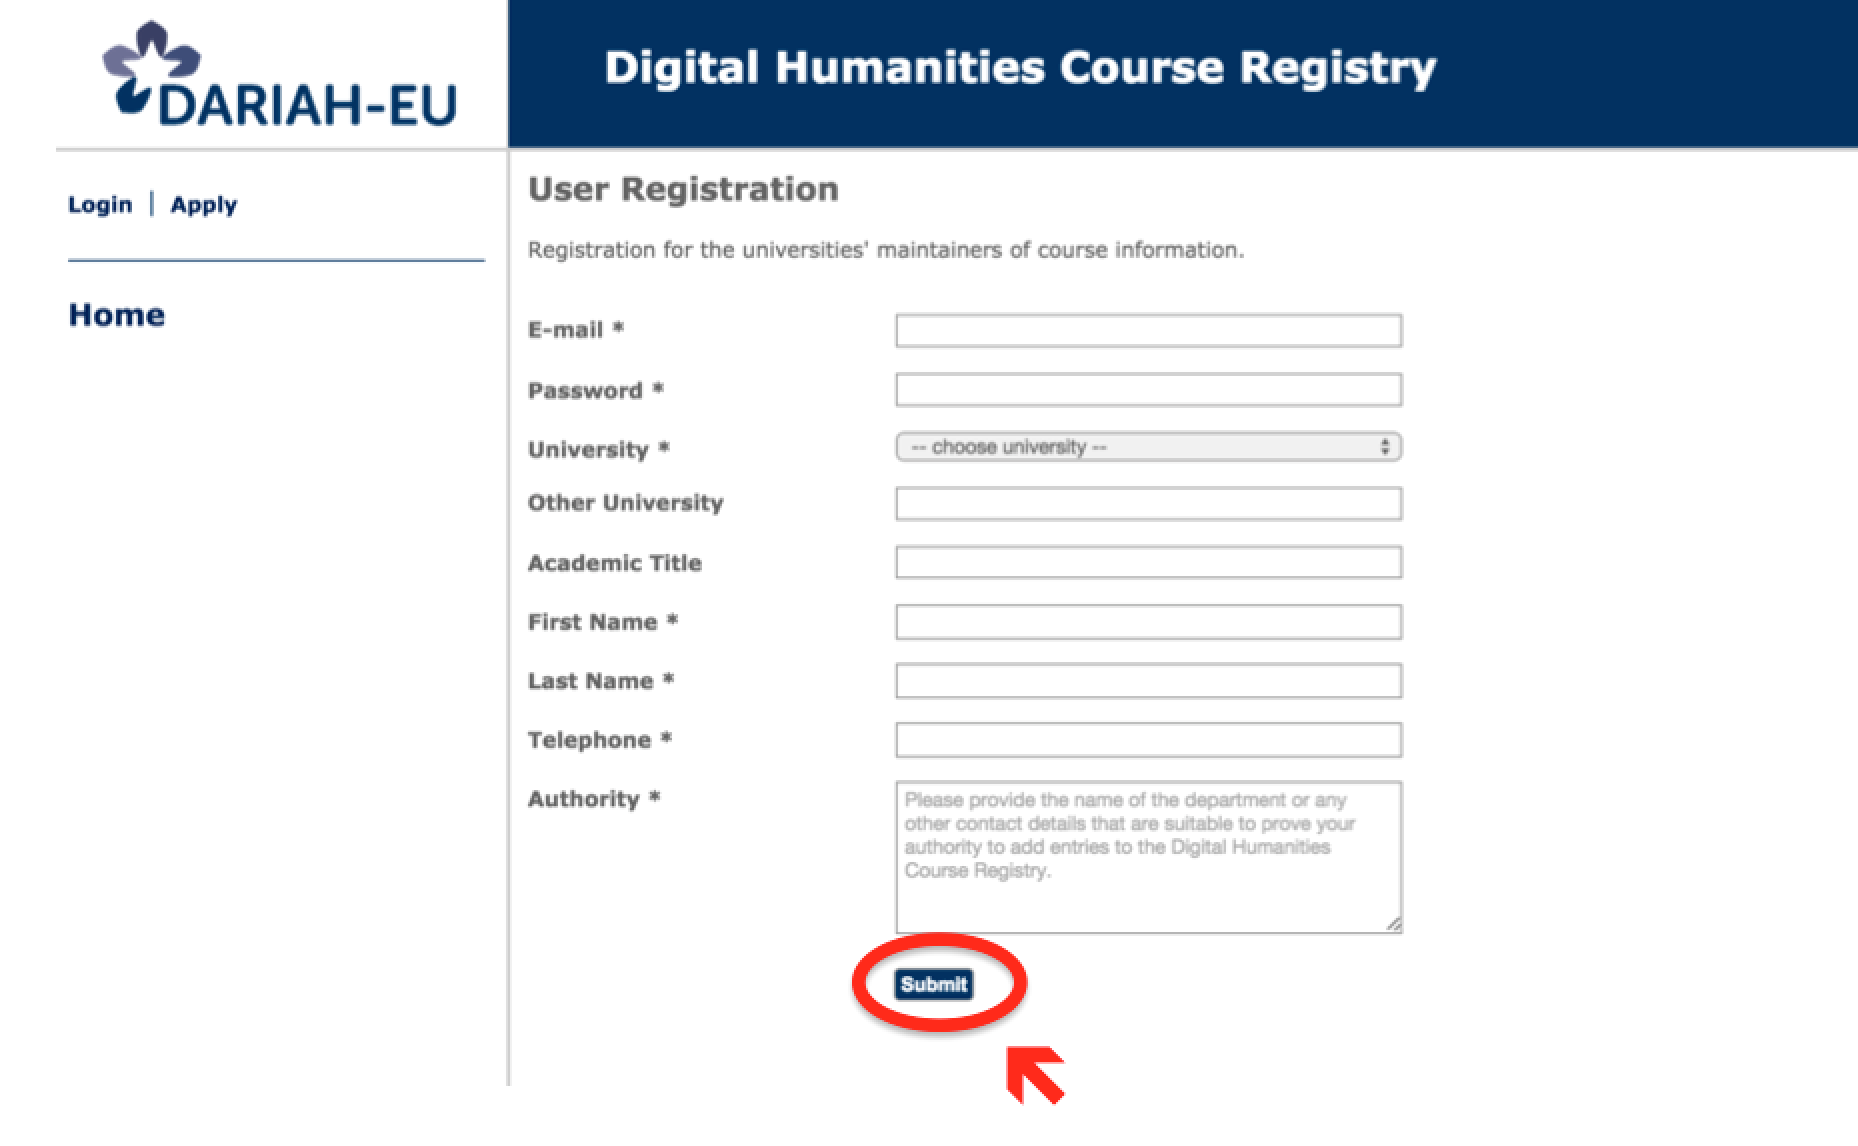 DARIAH-EU
Digital Humanities Course Registry
Login | Apply
Home
User Registration
Registration for the universities' maintainers of course information.
E-mail *
Password *
University *
-- choose university --
Other University
Academic Title
First Name *
Last Name *
Telephone *
Authority *
Please provide the name of the department or any
other contact details that are suitable to prove your
authority to add entries to the Digital Humanities
Course Registry.
Submit